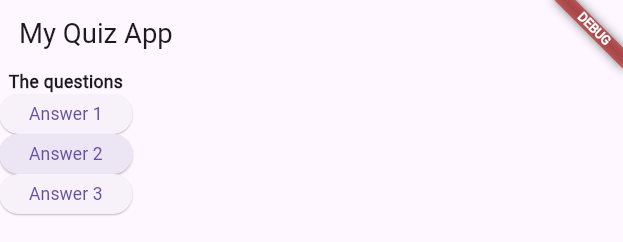 My Quiz App
DEBUG
The questions
Answer 1
Answer 2
Answer 3